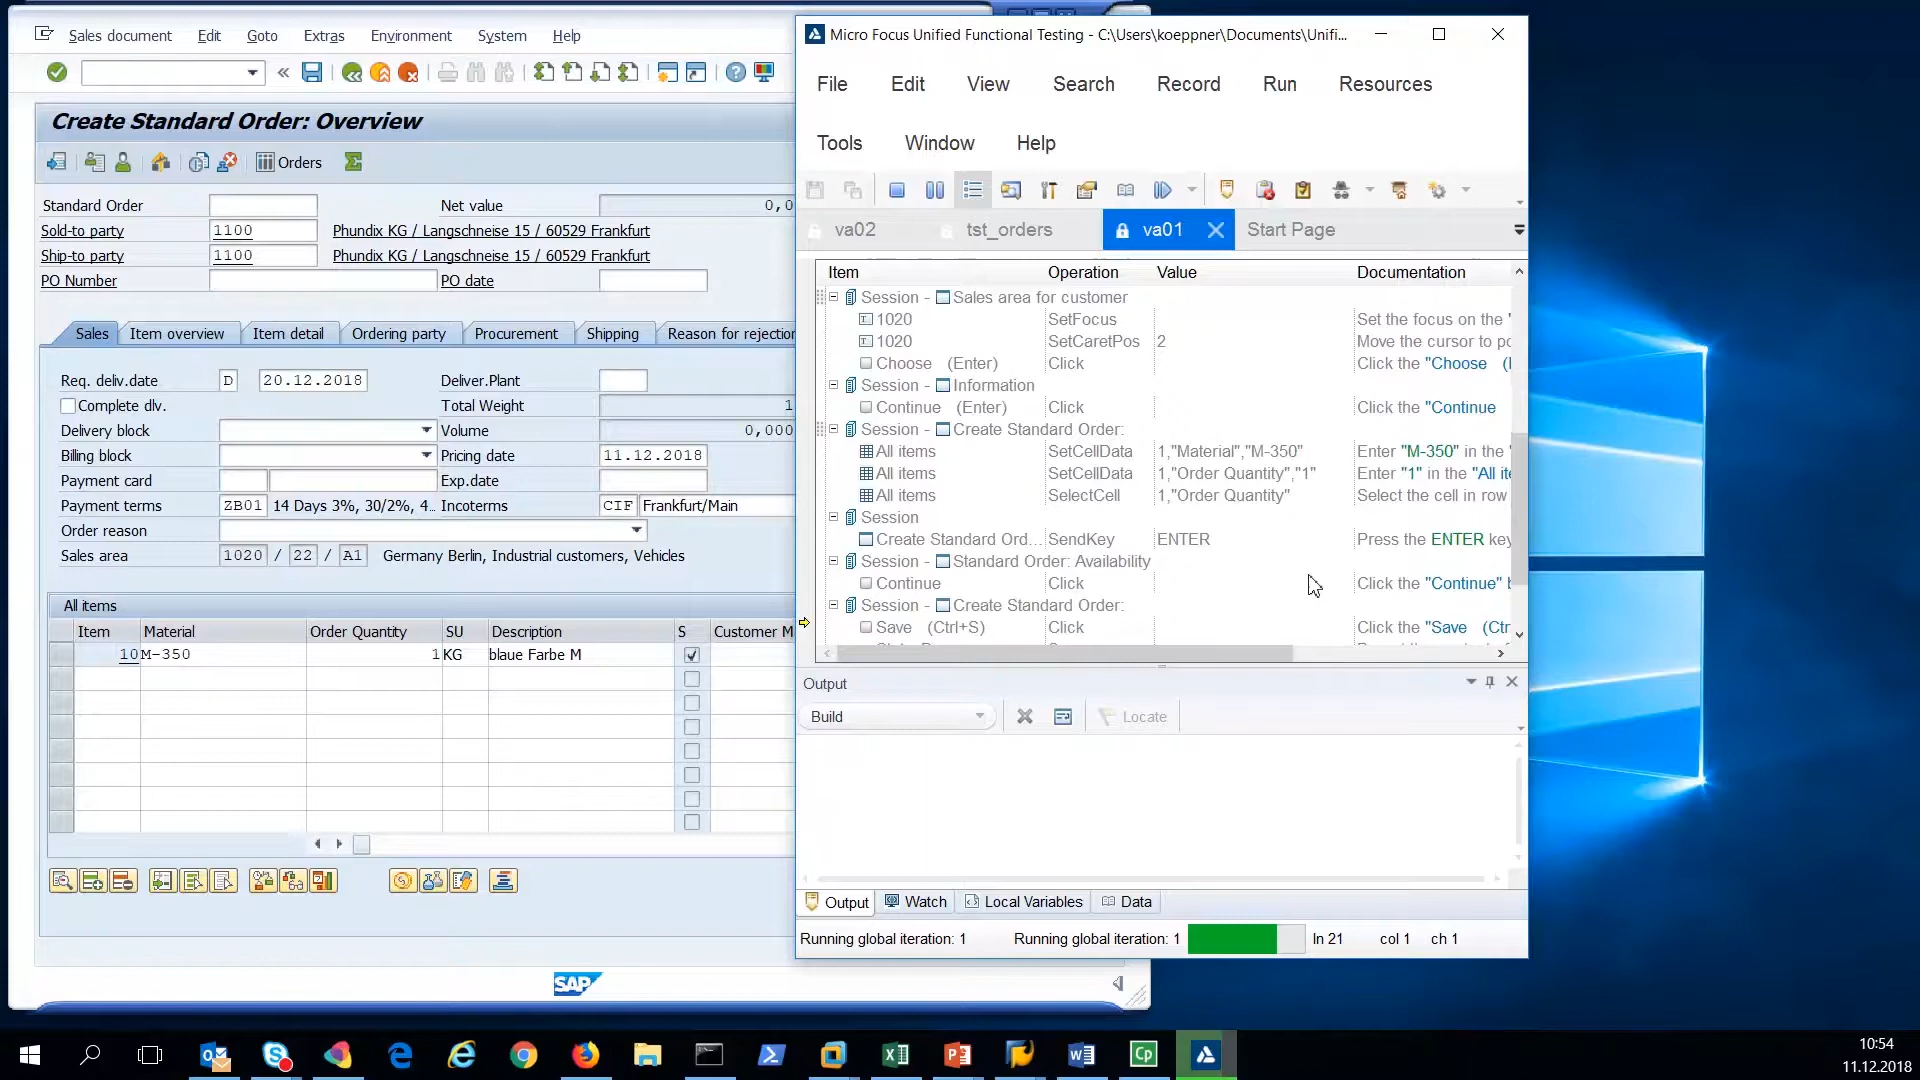 Sales document Edit Goto Extras Environment System Help
Create Standard Order: Overview
Orders
Standard Order Net value 0,0
Sold-to party 1100 Phundix KG / Langschneise 15 / 60529 Frankfurt
Ship-to party 1100 Phundix KG / Langschneise 15 / 60529 Frankfurt
PO Number PO date
Sales Item overview Item detail Ordering party Procurement Shipping Reason for rejection
Req. deliv.date D 20.12.2018 Deliver.Plant
Complete dlv. Total Weight 1
Delivery block Volume 0,000
Billing block Pricing date 11.12.2018
Payment card Exp.date
Payment terms ZB01 14 Days 3%, 30/2%, 4... Incoterms CIF Frankfurt/Main
Order reason
Sales area 1020 / 22 / A1 Germany Berlin, Industrial customers, Vehicles
All items
Item Material Order Quantity SU Description S Customer M
10 M-350 1 KG blaue Farbe M
SAP
Micro Focus Unified Functional Testing - C:\Users\koeppner\Documents\Unifi...
File Edit View Search Record Run Resources
Tools Window Help
va02 tst_orders va01 Start Page
Item Operation Value Documentation
Session - Sales area for customer
1020 SetFocus Set the focus on the "
1020 SetCaretPos 2 Move the cursor to po
Choose (Enter) Click Click the "Choose (I
Session - Information
Continue (Enter) Click Click the "Continue
Session - Create Standard Order:
All items SetCellData 1,"Material","M-350" Enter "M-350" in the "
All items SetCellData 1,"Order Quantity","1" Enter "1" in the "All ite
All items SelectCell 1,"Order Quantity" Select the cell in row
Session
Create Standard Ord... SendKey ENTER Press the ENTER key
Session - Standard Order: Availability
Continue Click Click the "Continue" b
Session - Create Standard Order:
Save (Ctrl+S) Click Click the "Save (Ctr
Output
Build Locate
Output Watch Local Variables Data
Running global iteration: 1 Running global iteration: 1 ln 21 col 1 ch 1
10:54
11.12.2018